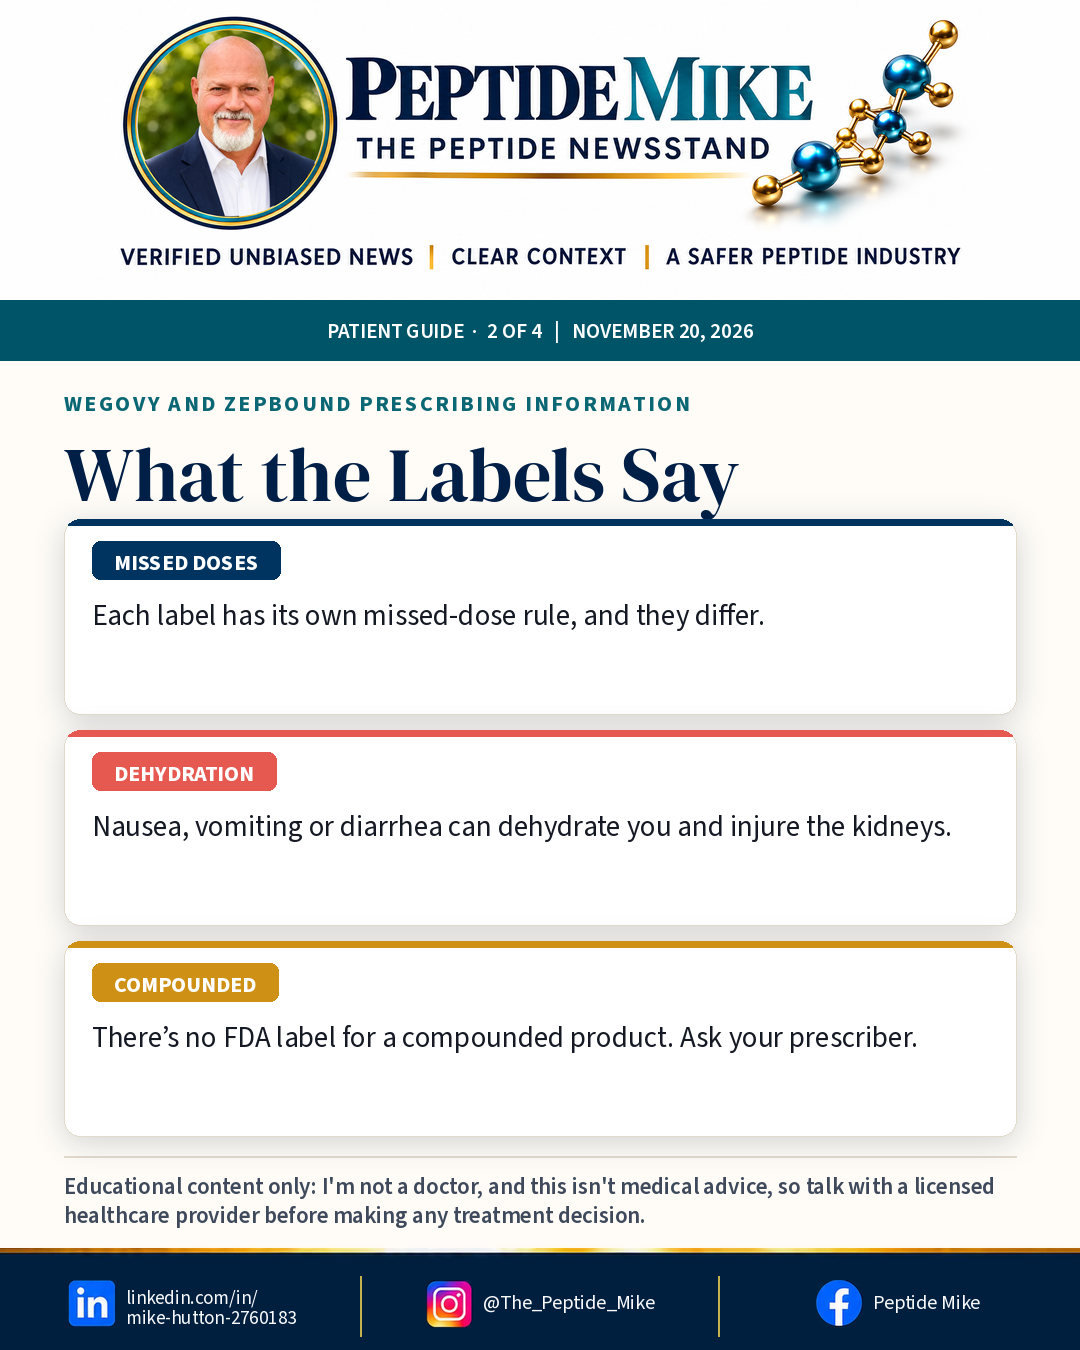 PEPTIDEMIKE
THE PEPTIDE NEWSSTAND
VERIFIED UNBIASED NEWS | CLEAR CONTEXT | A SAFER PEPTIDE INDUSTRY
PATIENT GUIDE · 2 OF 4 | NOVEMBER 20, 2026
WEGOVY AND ZEPBOUND PRESCRIBING INFORMATION
What the Labels Say
MISSED DOSES
Each label has its own missed-dose rule, and they differ.
DEHYDRATION
Nausea, vomiting or diarrhea can dehydrate you and injure the kidneys.
COMPOUNDED
There’s no FDA label for a compounded product. Ask your prescriber.
Educational content only: I'm not a doctor, and this isn't medical advice, so talk with a licensed
healthcare provider before making any treatment decision.
linkedin.com/in/
mike-hutton-2760183
@The_Peptide_Mike
Peptide Mike